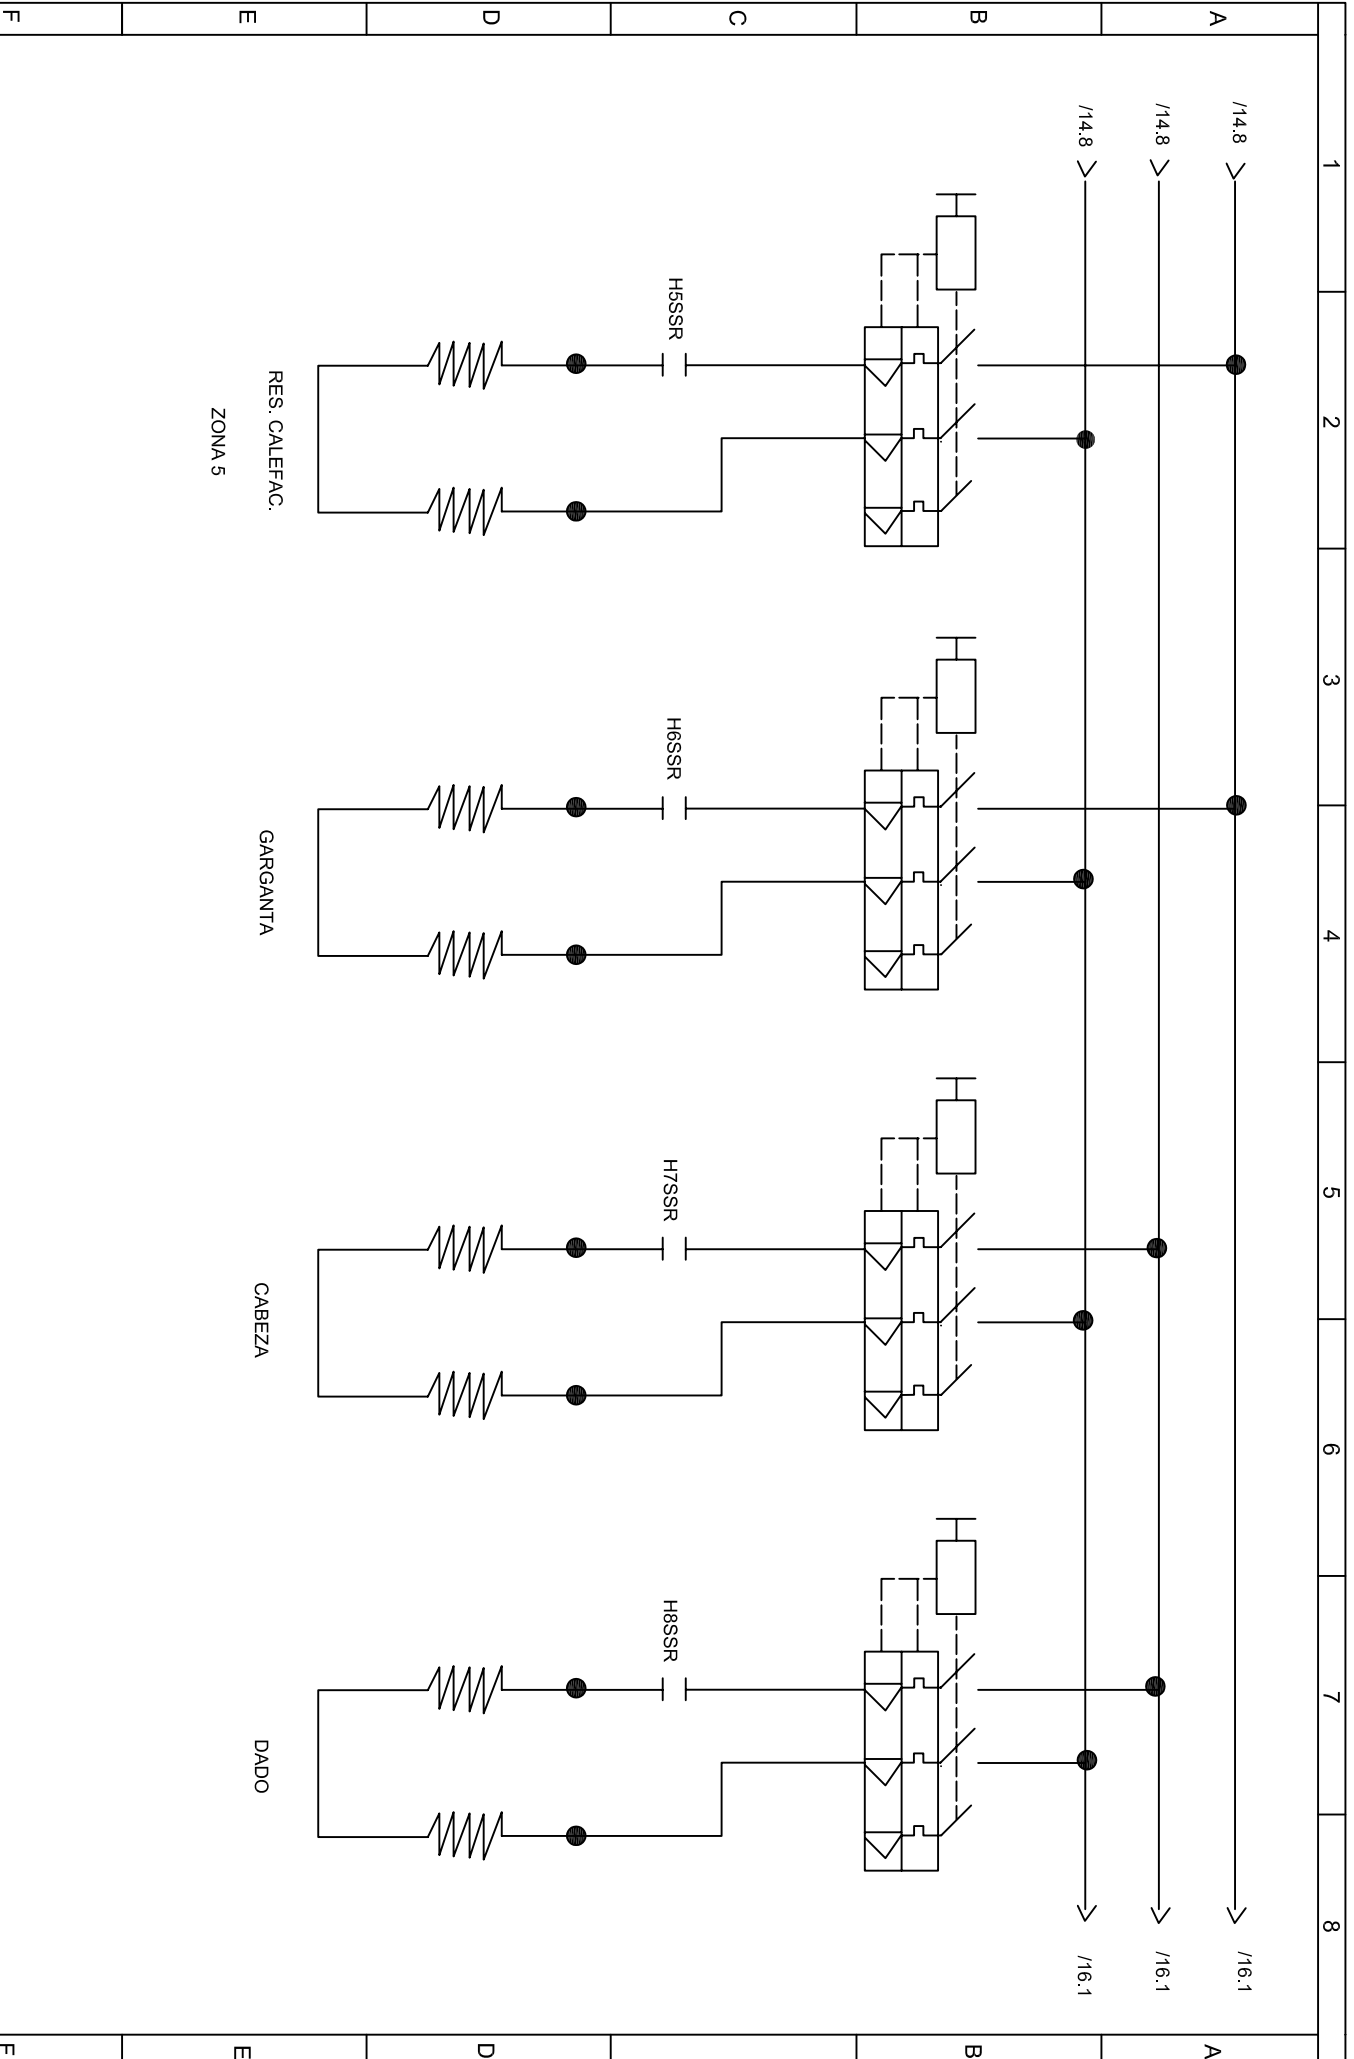 1
2
3
4
5
6
7
8
A
B
C
D
E
F
/14.8
/14.8
/14.8
/16.1
/16.1
/16.1
H5SSR
H6SSR
H7SSR
H8SSR
RES. CALEFAC.
ZONA 5
GARGANTA
CABEZA
DADO
A
B
D
E
F